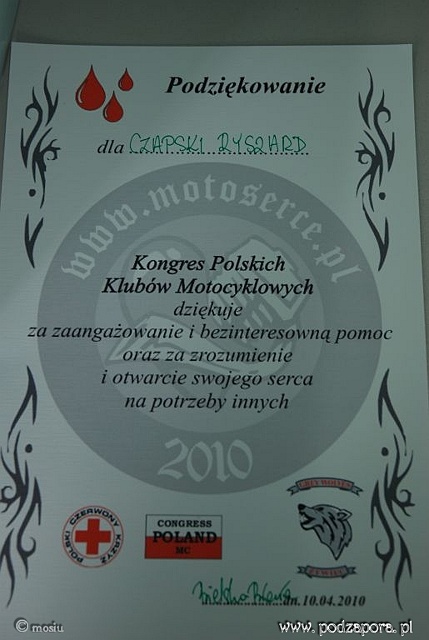 Podziękowanie
dla CZAPSKI RYSZARD
www.motoserce.pl
Kongres Polskich
Klubów Motocyklowych
dziękuje
za zaangażowanie i bezinteresowną pomoc
oraz za zrozumienie
i otwarcie swojego serca
na potrzeby innych
2010
POLSKI CZERWONY KRZYŻ
CONGRESS
POLAND
MC
GREY WOLVES
dn. 10.04.2010
© mosiu
www.podzapora.pl